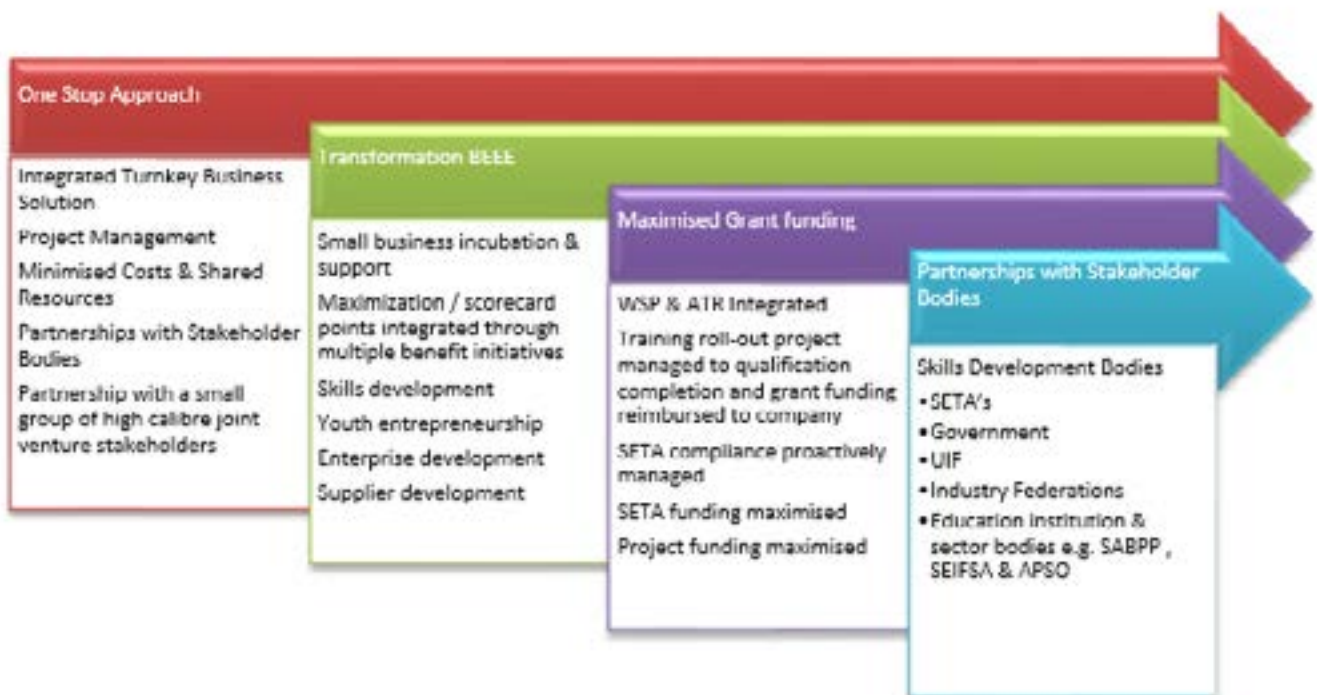 One Stop Approach
Integrated Turnkey Business
Solution
Project Management
Minimised Costs & Shared
Resources
Partnerships with Stakeholder
Bodies
Partnership with a small
group of high calibre joint
venture stakeholders
Transformation BEEE
Small business incubation &
support
Maximization / scorecard
points integrated through
multiple benefit initiatives
Skills development
Youth entrepreneurship
Enterprise development
Supplier development
Maximised Grant funding
WSP & ATR Integrated
Training roll-out project
managed to qualification
completion and grant funding
reimbursed to company
SETA compliance proactively
managed
SETA funding maximised
Project funding maximised
Partnerships with Stakeholder
Bodies
Skills Development Bodies
•SETA's
•Government
•UIF
•Industry Federations
•Education Institution &
sector bodies e.g. SABPP ,
SEIFSA & APSO